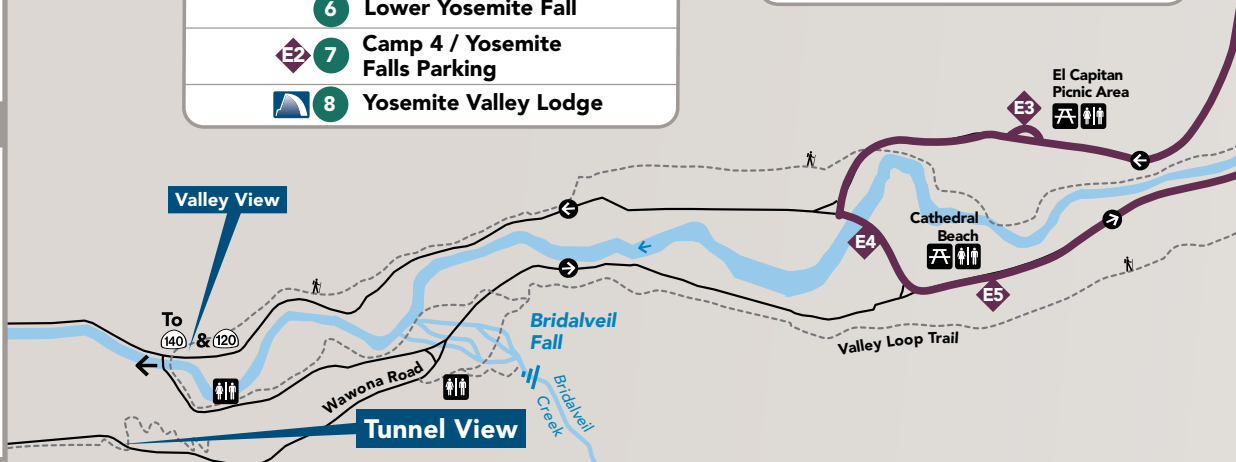 6 Lower Yosemite Fall
E2 7 Camp 4 / Yosemite
Falls Parking
8 Yosemite Valley Lodge
El Capitan
Picnic Area
E3
Valley View
Cathedral
Beach
E4
E5
To
140 & 120
Bridalveil
Fall
Valley Loop Trail
Wawona Road
Bridalveil
Creek
Tunnel View